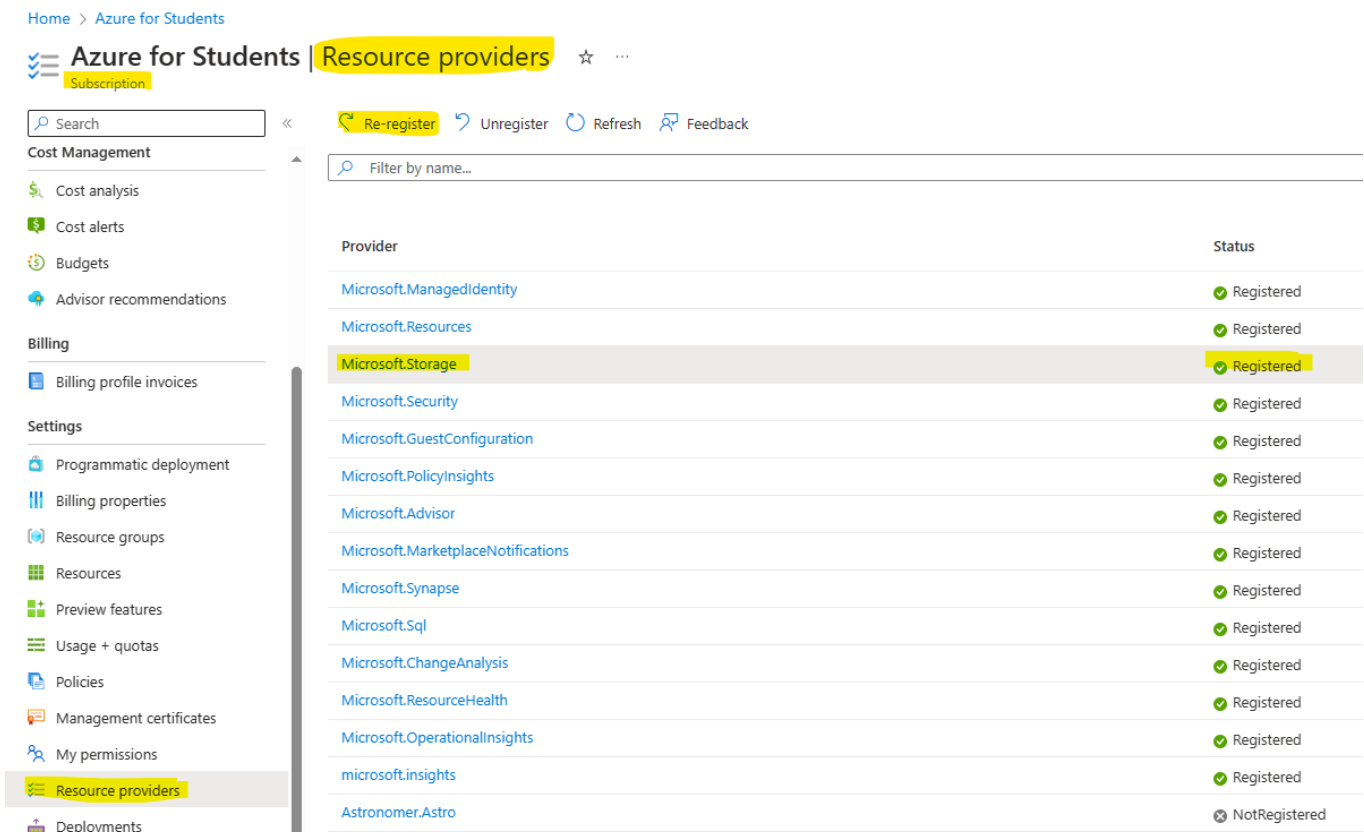 Home > Azure for Students
Azure for Students | Resource providers
Subscription
Search
Re-register Unregister Refresh Feedback
Filter by name...
Cost Management
Cost analysis
Cost alerts
Budgets
Advisor recommendations
Billing
Billing profile invoices
Settings
Programmatic deployment
Billing properties
Resource groups
Resources
Preview features
Usage + quotas
Policies
Management certificates
My permissions
Resource providers
Deployments
Provider Status
Microsoft.ManagedIdentity Registered
Microsoft.Resources Registered
Microsoft.Storage Registered
Microsoft.Security Registered
Microsoft.GuestConfiguration Registered
Microsoft.PolicyInsights Registered
Microsoft.Advisor Registered
Microsoft.MarketplaceNotifications Registered
Microsoft.Synapse Registered
Microsoft.Sql Registered
Microsoft.ChangeAnalysis Registered
Microsoft.ResourceHealth Registered
Microsoft.OperationalInsights Registered
microsoft.insights Registered
Astronomer.Astro NotRegistered